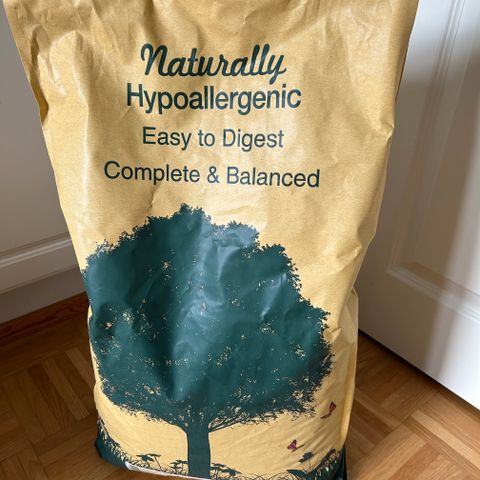 Naturally
Hypoallergenic
Easy to Digest
Complete & Balanced